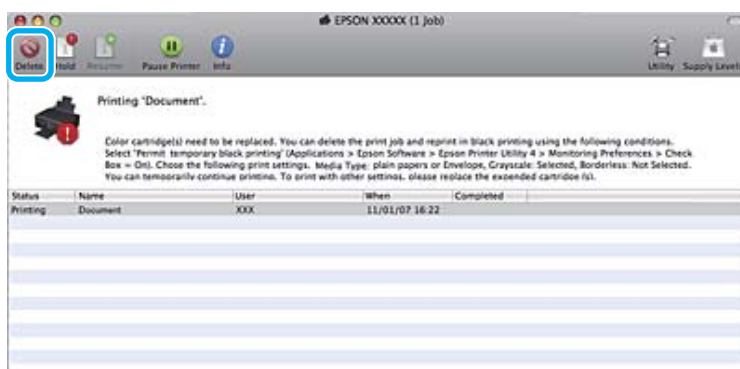 EPSON XXXXX (1 Job)
Delete Hold Resume Pause Printer Info Utility Supply Levels
Printing "Document".
Color cartridge(s) need to be replaced. You can delete the print job and reprint in black printing using the following conditions.
Select "Permit temporary black printing" (Applications > Epson Software > Epson Printer Utility 4 > Monitoring Preferences > Check
Box = On). Chose the following print settings. Media Type: plain papers or Envelope, Grayscale: Selected, Borderless: Not Selected.
You can temporarily continue printing. To print with other settings, please replace the expended cartridge (s).
Status Name User When Completed
Printing Document XXX 11/01/07 16:22